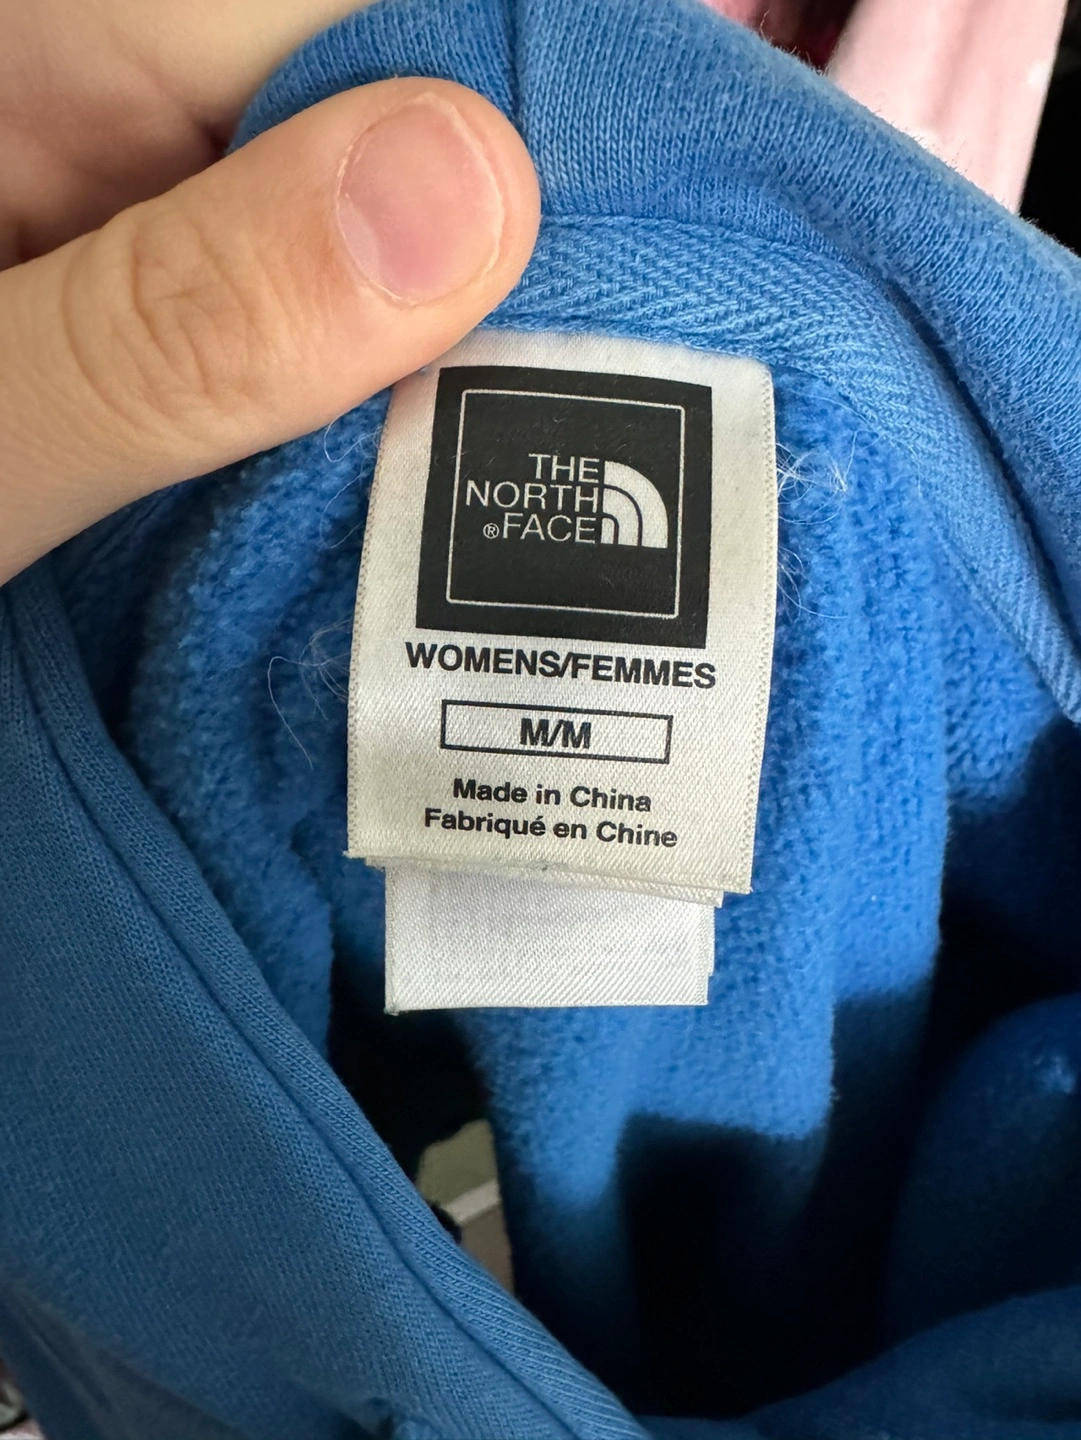 THE
NORTH
®FACE
WOMENS/FEMMES
M/M
Made in China
Fabriqué en Chine